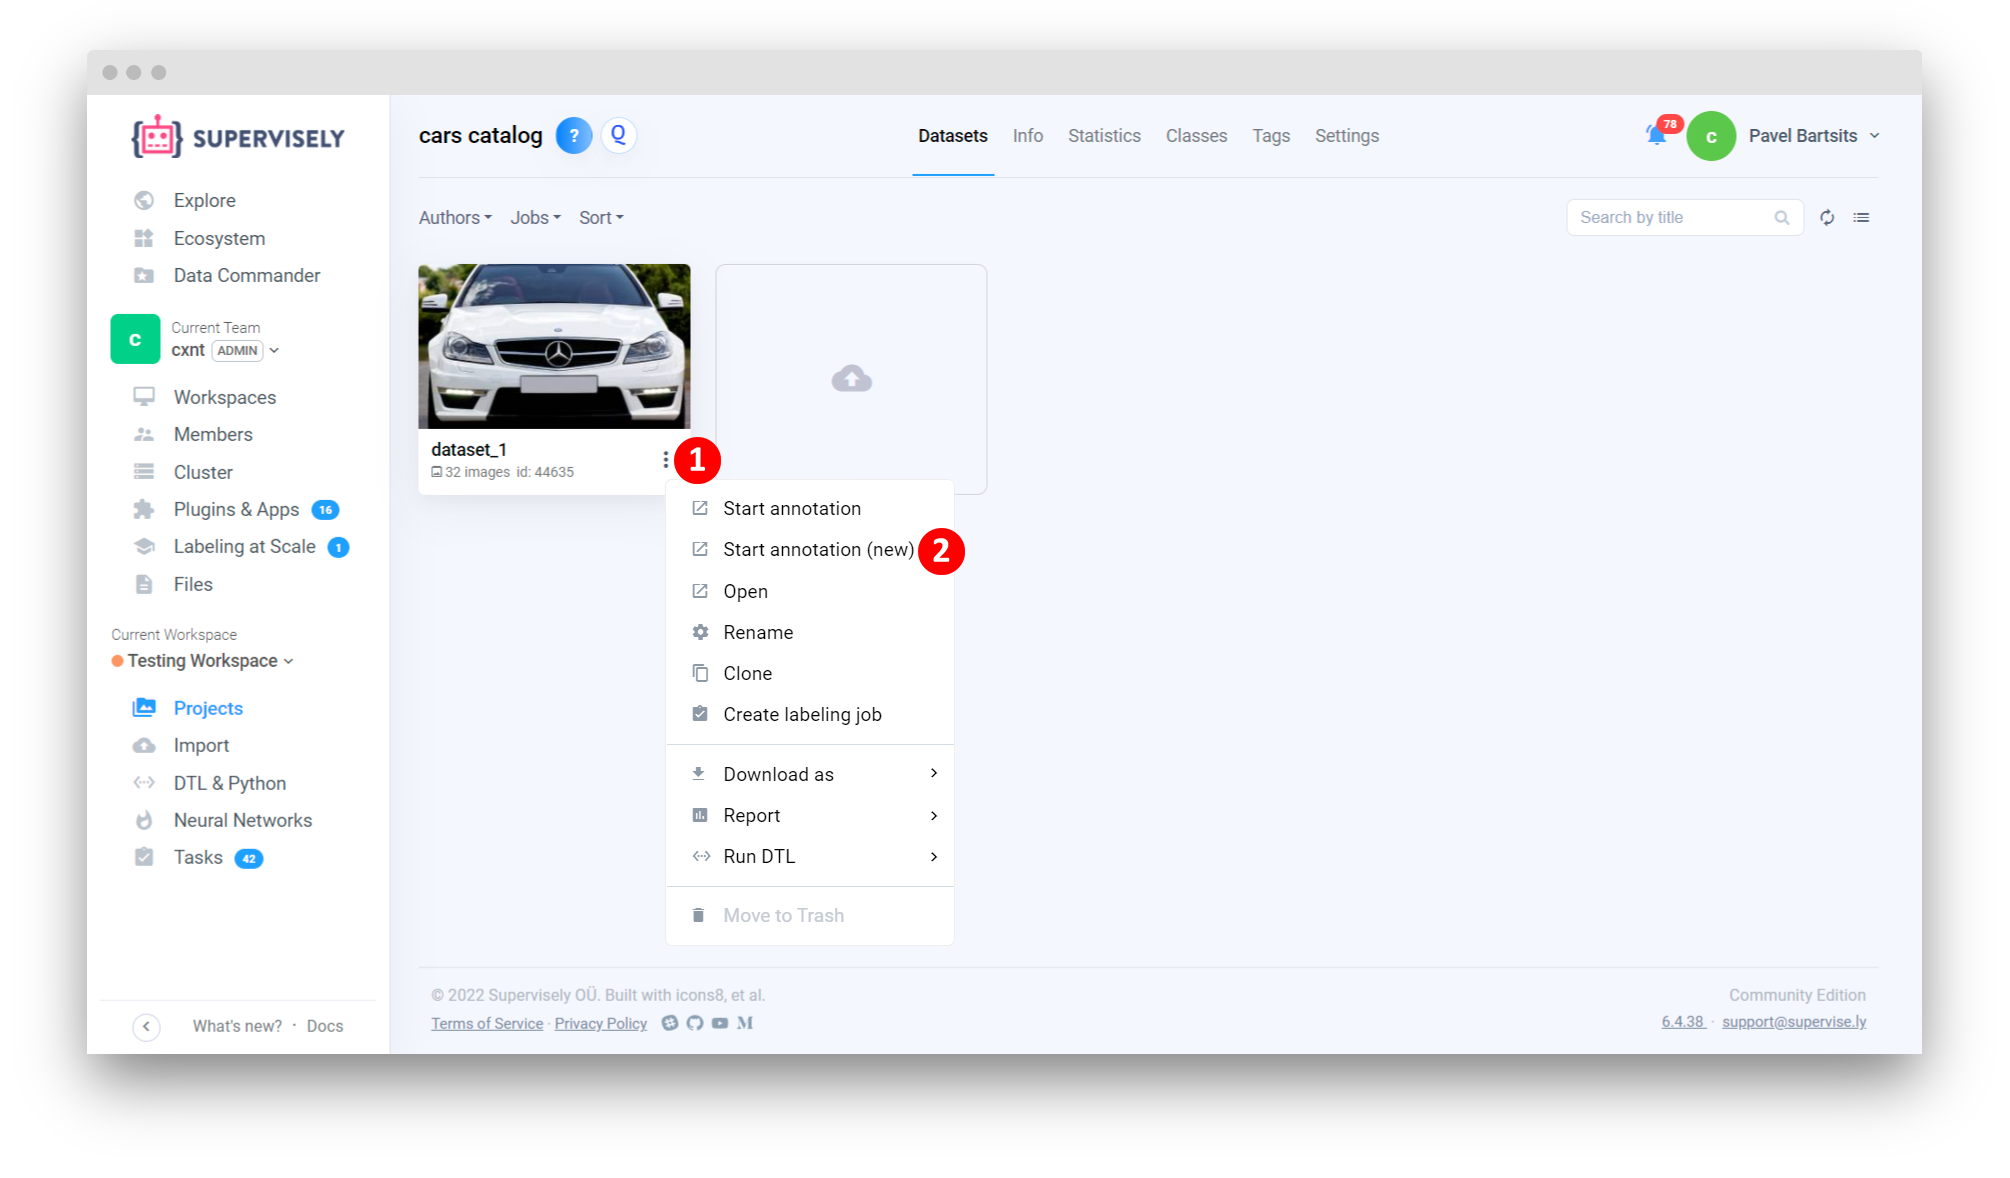 SUPERVISELY
cars catalog ? Q
Datasets Info Statistics Classes Tags Settings
78 c Pavel Bartsits
Explore
Ecosystem
Data Commander
c
Current Team
cxnt ADMIN
Workspaces
Members
Cluster
Plugins & Apps 16
Labeling at Scale 1
Files
Current Workspace
Testing Workspace
Projects
Import
DTL & Python
Neural Networks
Tasks 42
What's new? · Docs
Authors Jobs Sort
Search by title
dataset_1
32 images id: 44635
1
Start annotation
Start annotation (new) 2
Open
Rename
Clone
Create labeling job
Download as
Report
Run DTL
Move to Trash
© 2022 Supervisely OÜ. Built with icons8, et al.
Terms of Service · Privacy Policy
Community Edition
6.4.38 · support@supervise.ly